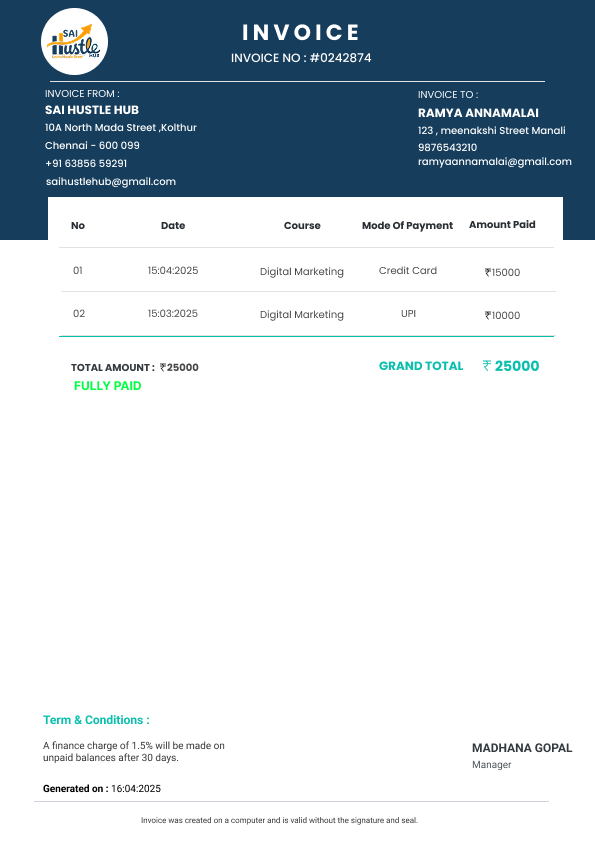 SAI
Hustle
HUB
INVOICE
INVOICE NO : #0242874
INVOICE FROM :
SAI HUSTLE HUB
10A North Mada Street ,Kolthur
Chennai - 600 099
+91 63856 59291
saihustlehub@gmail.com
INVOICE TO :
RAMYA ANNAMALAI
123 , meenakshi Street Manali
9876543210
ramyaannamalai@gmail.com
No Date Course Mode Of Payment Amount Paid
01 15:04:2025 Digital Marketing Credit Card ₹15000
02 15:03:2025 Digital Marketing UPI ₹10000
TOTAL AMOUNT : ₹25000 GRAND TOTAL ₹ 25000
FULLY PAID
Term & Conditions :
A finance charge of 1.5% will be made on
unpaid balances after 30 days.
MADHANA GOPAL
Manager
Generated on : 16:04:2025
Invoice was created on a computer and is valid without the signature and seal.